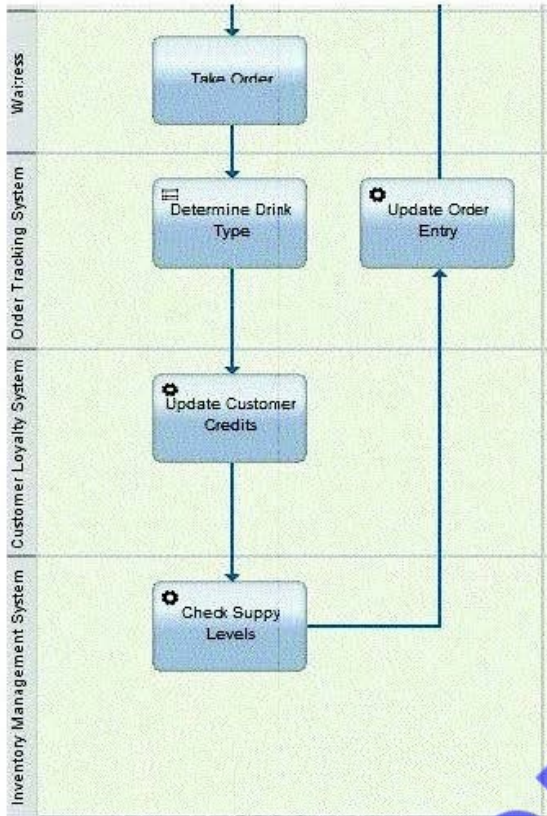 Waitress
Take Order
Order Tracking System
Determine Drink
Type
Update Order
Entry
Customer Loyalty System
Update Customer
Credits
Inventory Management System
Check Suppy
Levels